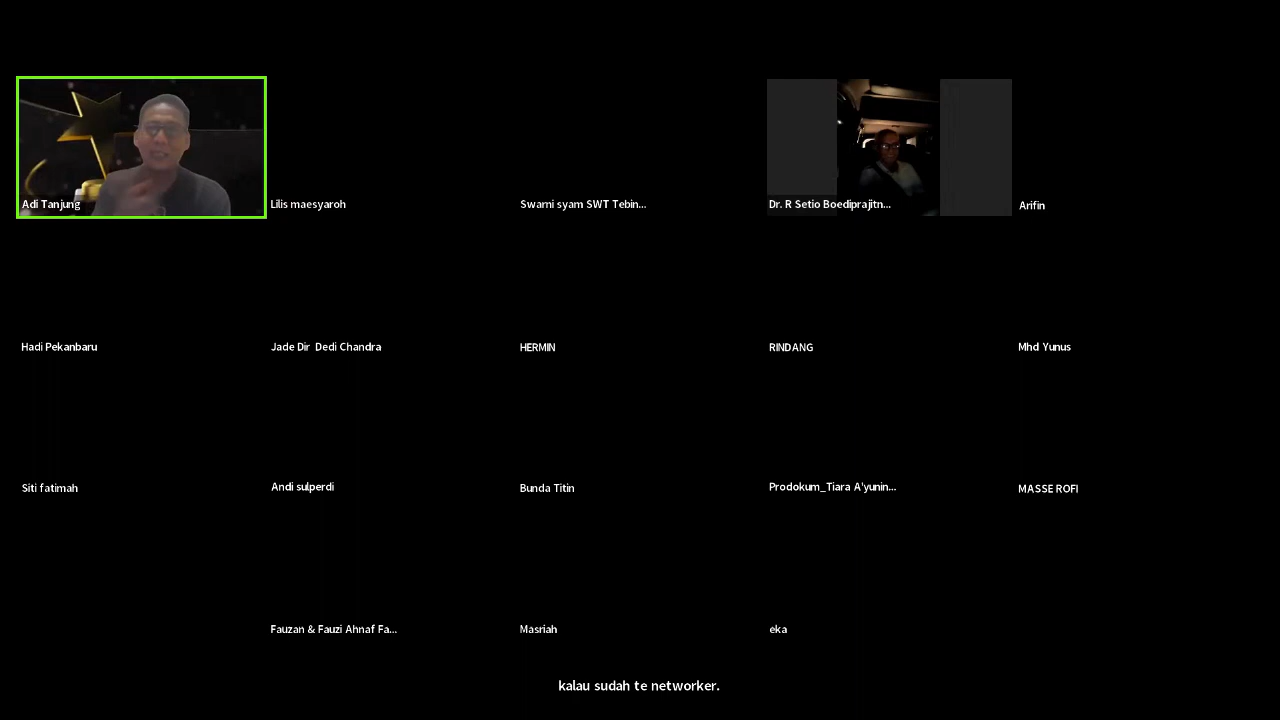 Adi Tanjung
Lilis maesyaroh
Swarni syam SWT Tebin...
Dr. R Setio Boediprajitn...
Arifin
Hadi Pekanbaru
Jade Dir Dedi Chandra
HERMIN
RINDANG
Mhd Yunus
Siti fatimah
Andi sulperdi
Bunda Titin
Prodokum_Tiara A'yunin...
MASSE ROFI
Fauzan & Fauzi Ahnaf Fa...
Masriah
eka
kalau sudah te networker.